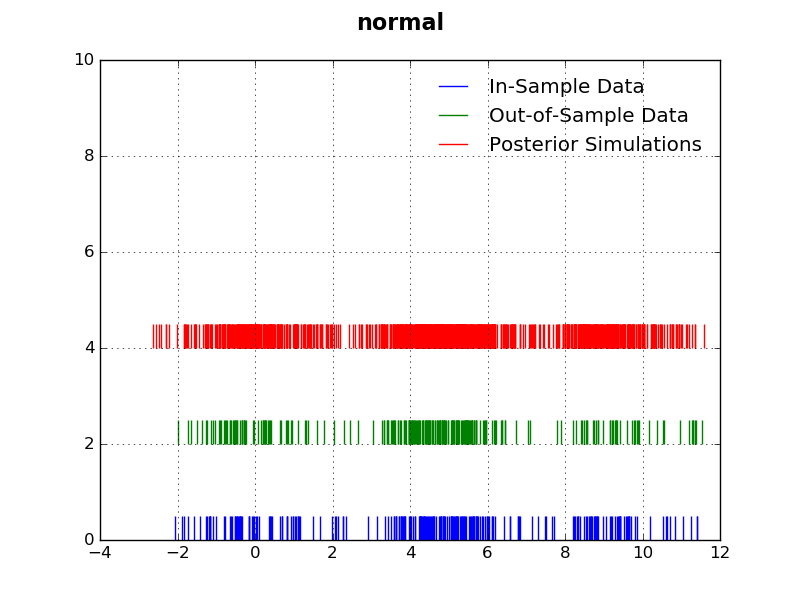 normal
10
8
6
4
2
0
In-Sample Data
Out-of-Sample Data
Posterior Simulations
−4 −2 0 2 4 6 8 10 12